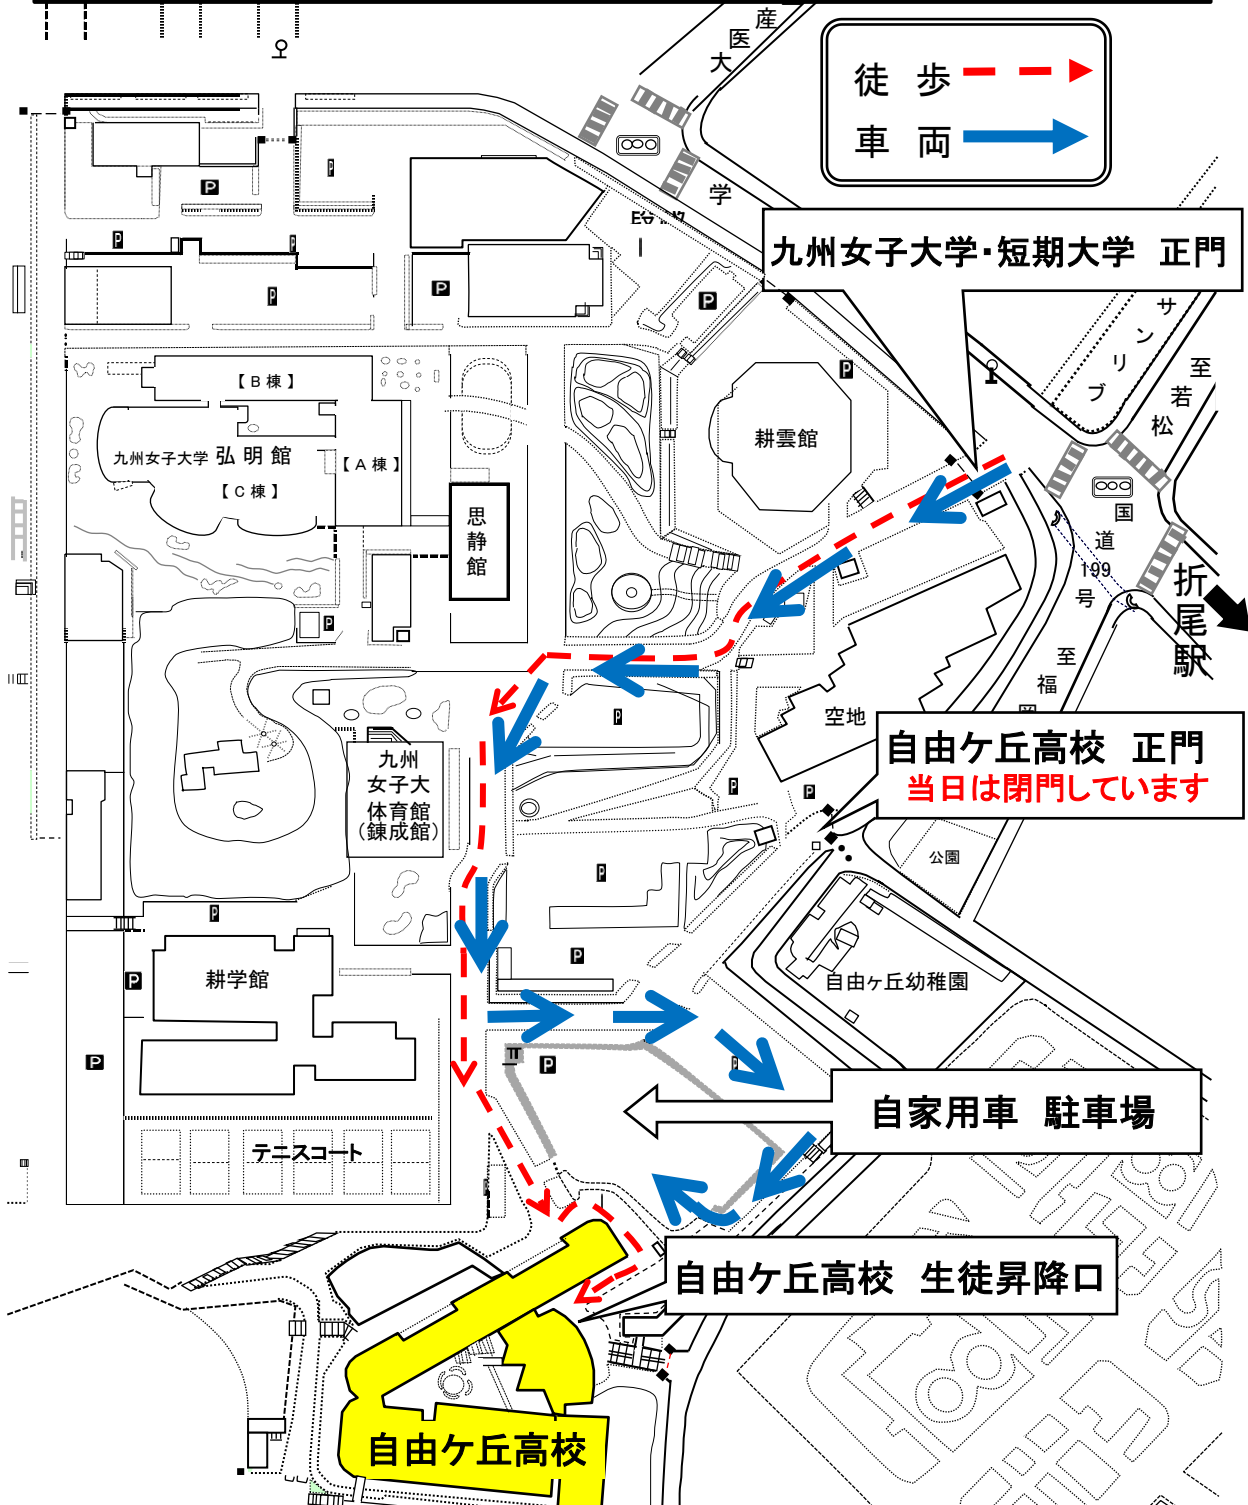 産
医
大
徒 歩
車 両
学
九州女子大学・短期大学 正門
サンリブ
至若松
【B棟】
九州女子大学 弘明館
【A棟】
【C棟】
耕雲館
思静館
国道199号
折尾駅
至福
空地
自由ケ丘高校 正門
当日は閉門しています
九州
女子大
体育館
(錬成館)
公園
P
耕学館
自由ヶ丘幼稚園
自家用車 駐車場
テニスコート
自由ケ丘高校 生徒昇降口
自由ケ丘高校